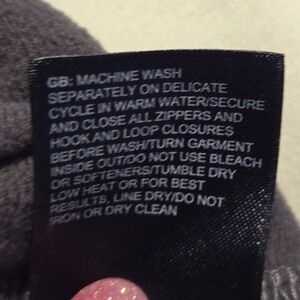 GB: MACHINE WASH
SEPARATELY ON DELICATE
CYCLE IN WARM WATER/SECURE
AND CLOSE ALL ZIPPERS AND
HOOK AND LOOP CLOSURES
BEFORE WASH/TURN GARMENT
INSIDE OUT/DO NOT USE BLEACH
OR SOFTENERS/TUMBLE DRY
LOW HEAT OR FOR BEST
RESULTS, LINE DRY/DO NOT
IRON OR DRY CLEAN